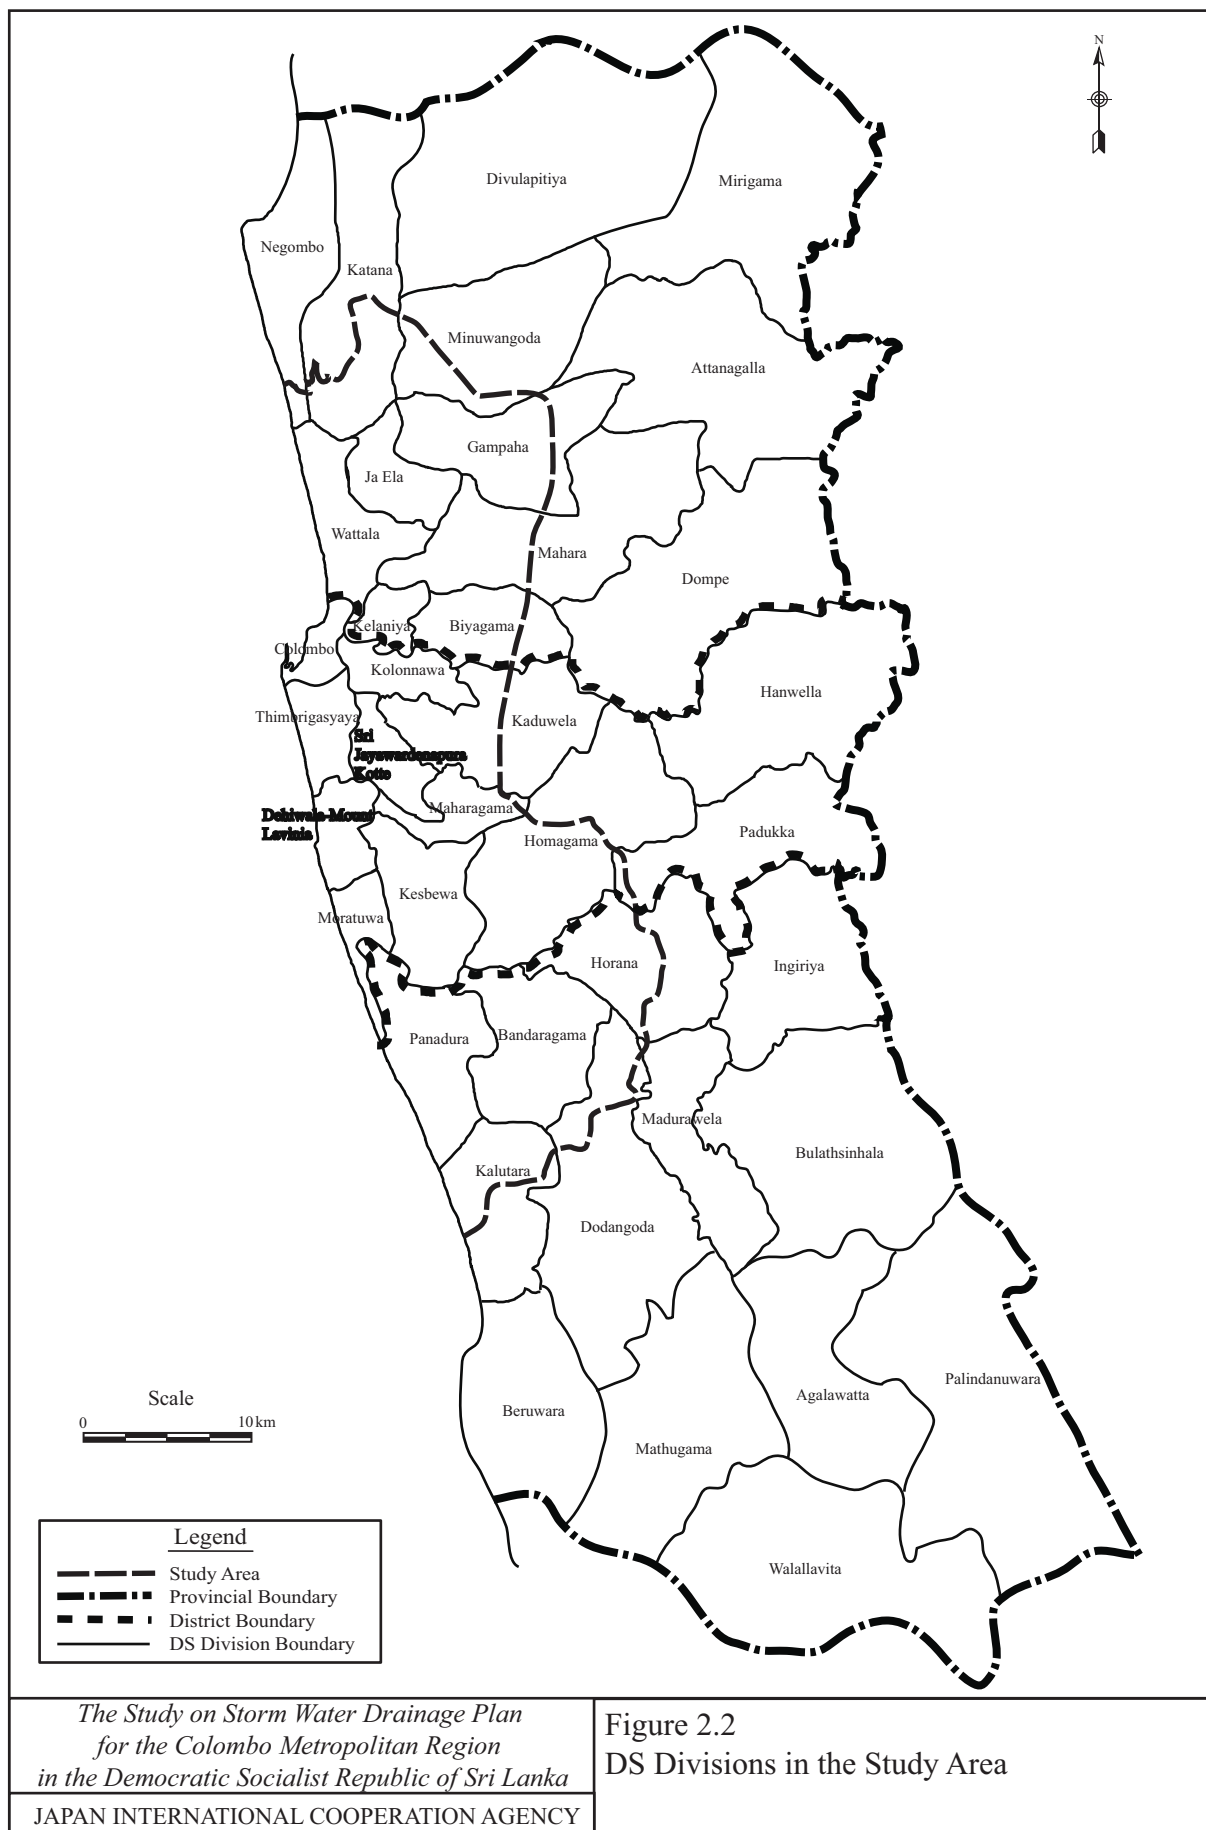 N
Divulapitiya
Mirigama
Negombo
Katana
Minuwangoda
Attanagalla
Gampaha
Ja Ela
Wattala
Mahara
Dompe
Kelaniya
Biyagama
Colombo
Kolonnawa
Hanwella
Thimbrigasyaya
Kaduwela
Sri
Jayawardenapura
Kotte
Maharagama
Dehiwala-Mount
Lavinia
Homagama
Padukka
Kesbewa
Moratuwa
Horana
Ingiriya
Panadura
Bandaragama
Madurawela
Bulathsinhala
Kalutara
Dodangoda
Palindanuwara
Agalawatta
Beruwara
Mathugama
Walallavita
Scale
0 10 km
Legend
Study Area
Provincial Boundary
District Boundary
DS Division Boundary
The Study on Storm Water Drainage Plan
for the Colombo Metropolitan Region
in the Democratic Socialist Republic of Sri Lanka
JAPAN INTERNATIONAL COOPERATION AGENCY
Figure 2.2
DS Divisions in the Study Area